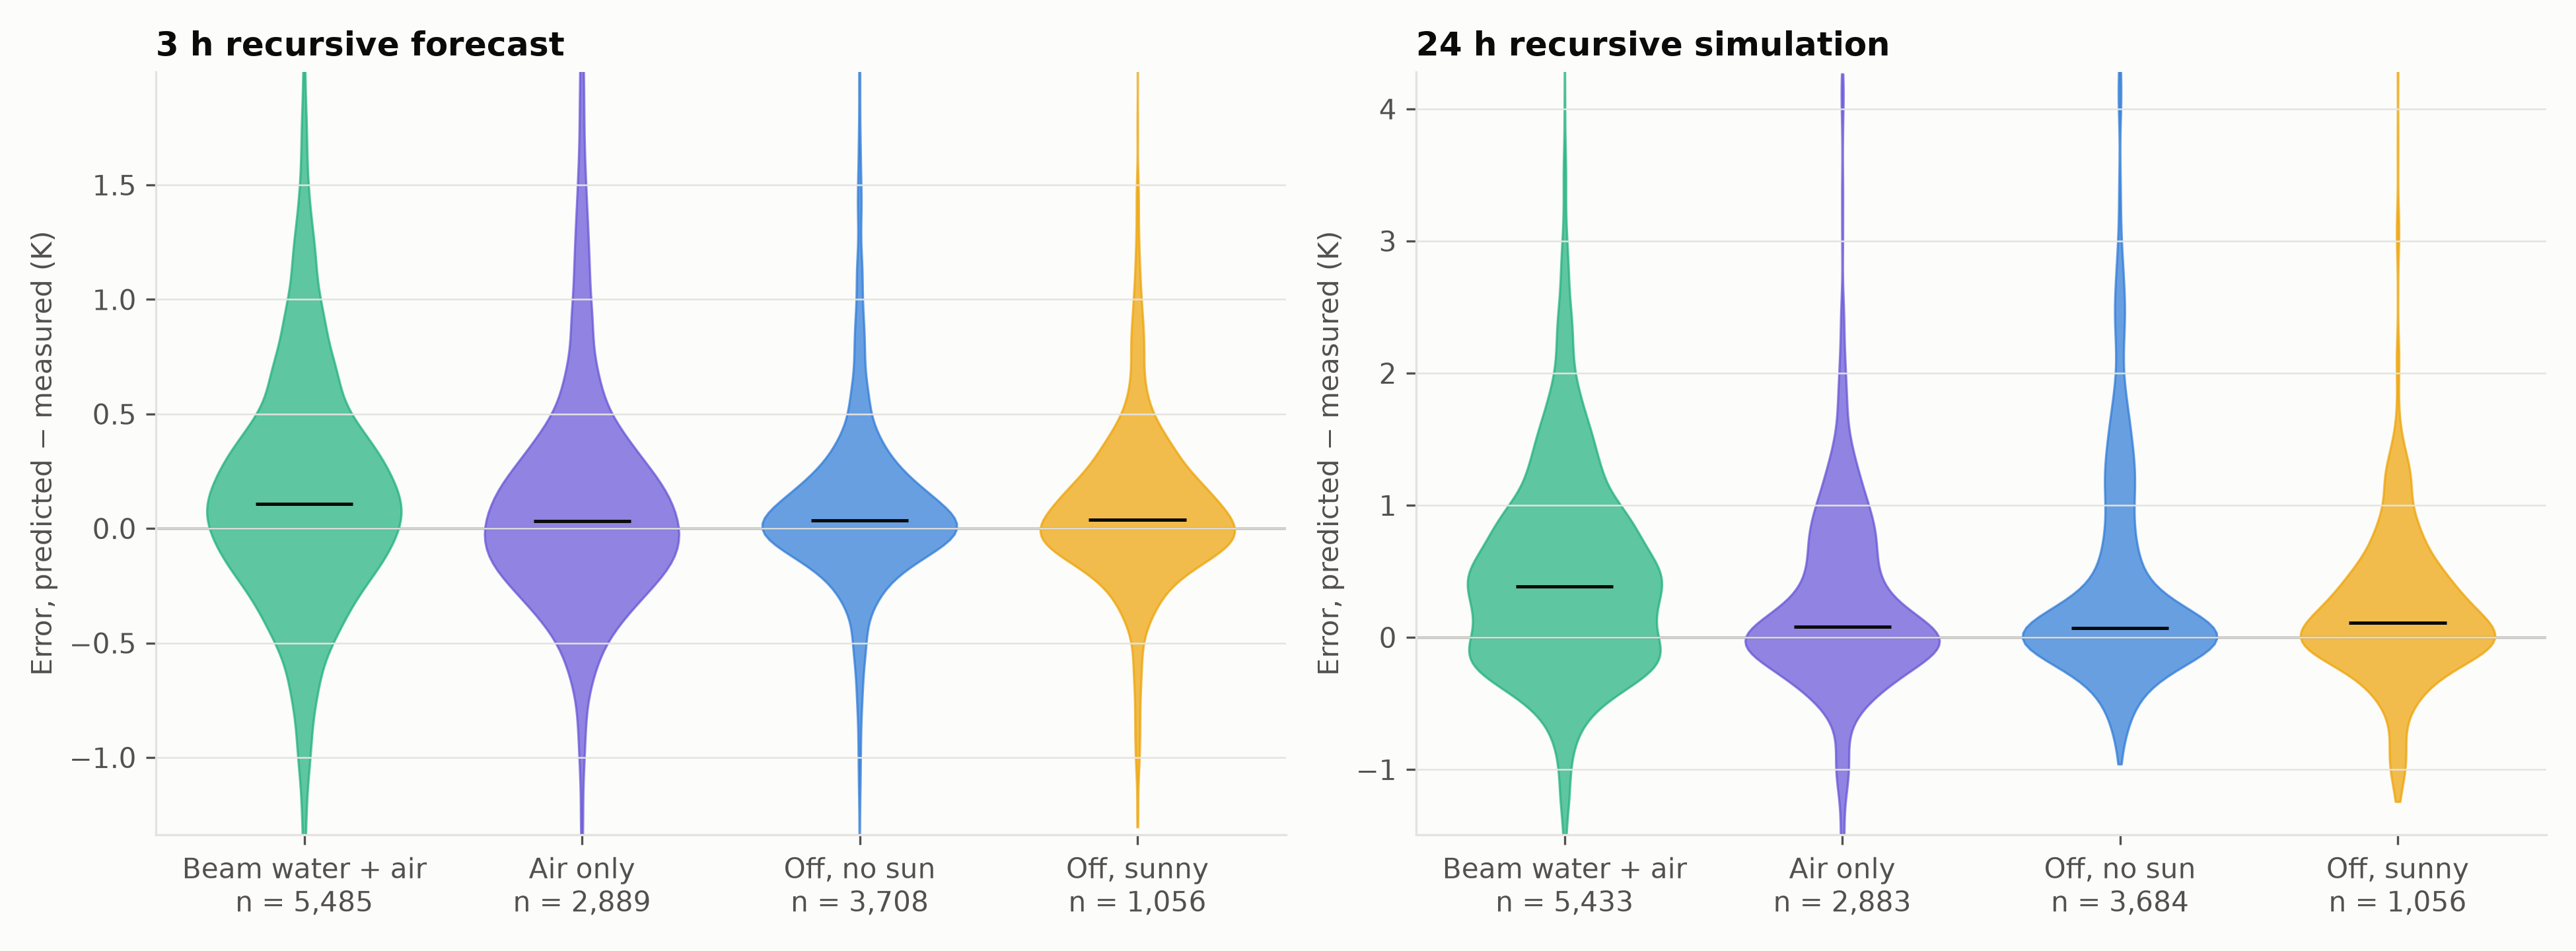 3 h recursive forecast
Error, predicted − measured (K)
1.5
1.0
0.5
0.0
−0.5
−1.0
Beam water + air
n = 5,485
Air only
n = 2,889
Off, no sun
n = 3,708
Off, sunny
n = 1,056
24 h recursive simulation
Error, predicted − measured (K)
4
3
2
1
0
−1
Beam water + air
n = 5,433
Air only
n = 2,883
Off, no sun
n = 3,684
Off, sunny
n = 1,056